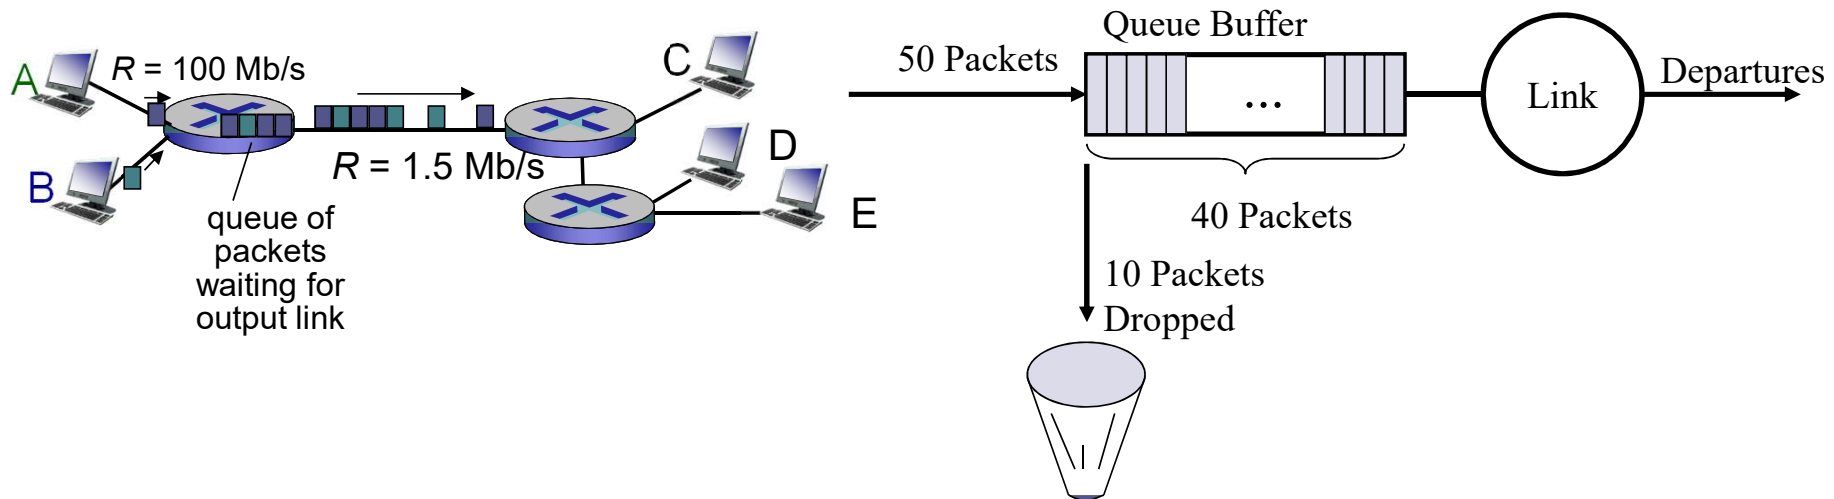 A
R = 100 Mb/s
B
R = 1.5 Mb/s
queue of
packets
waiting for
output link
C
D
E
Queue Buffer
50 Packets
...
Link
Departures
40 Packets
10 Packets
Dropped